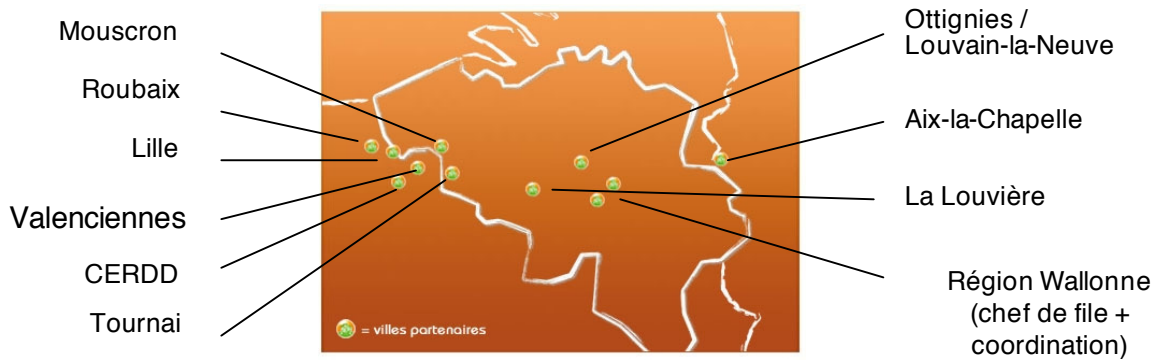 Mouscron
Roubaix
Lille
Valenciennes
CERDD
Tournai
Ottignies /
Louvain-la-Neuve
Aix-la-Chapelle
La Louvière
Région Wallonne
(chef de file +
coordination)
= villes partenaires